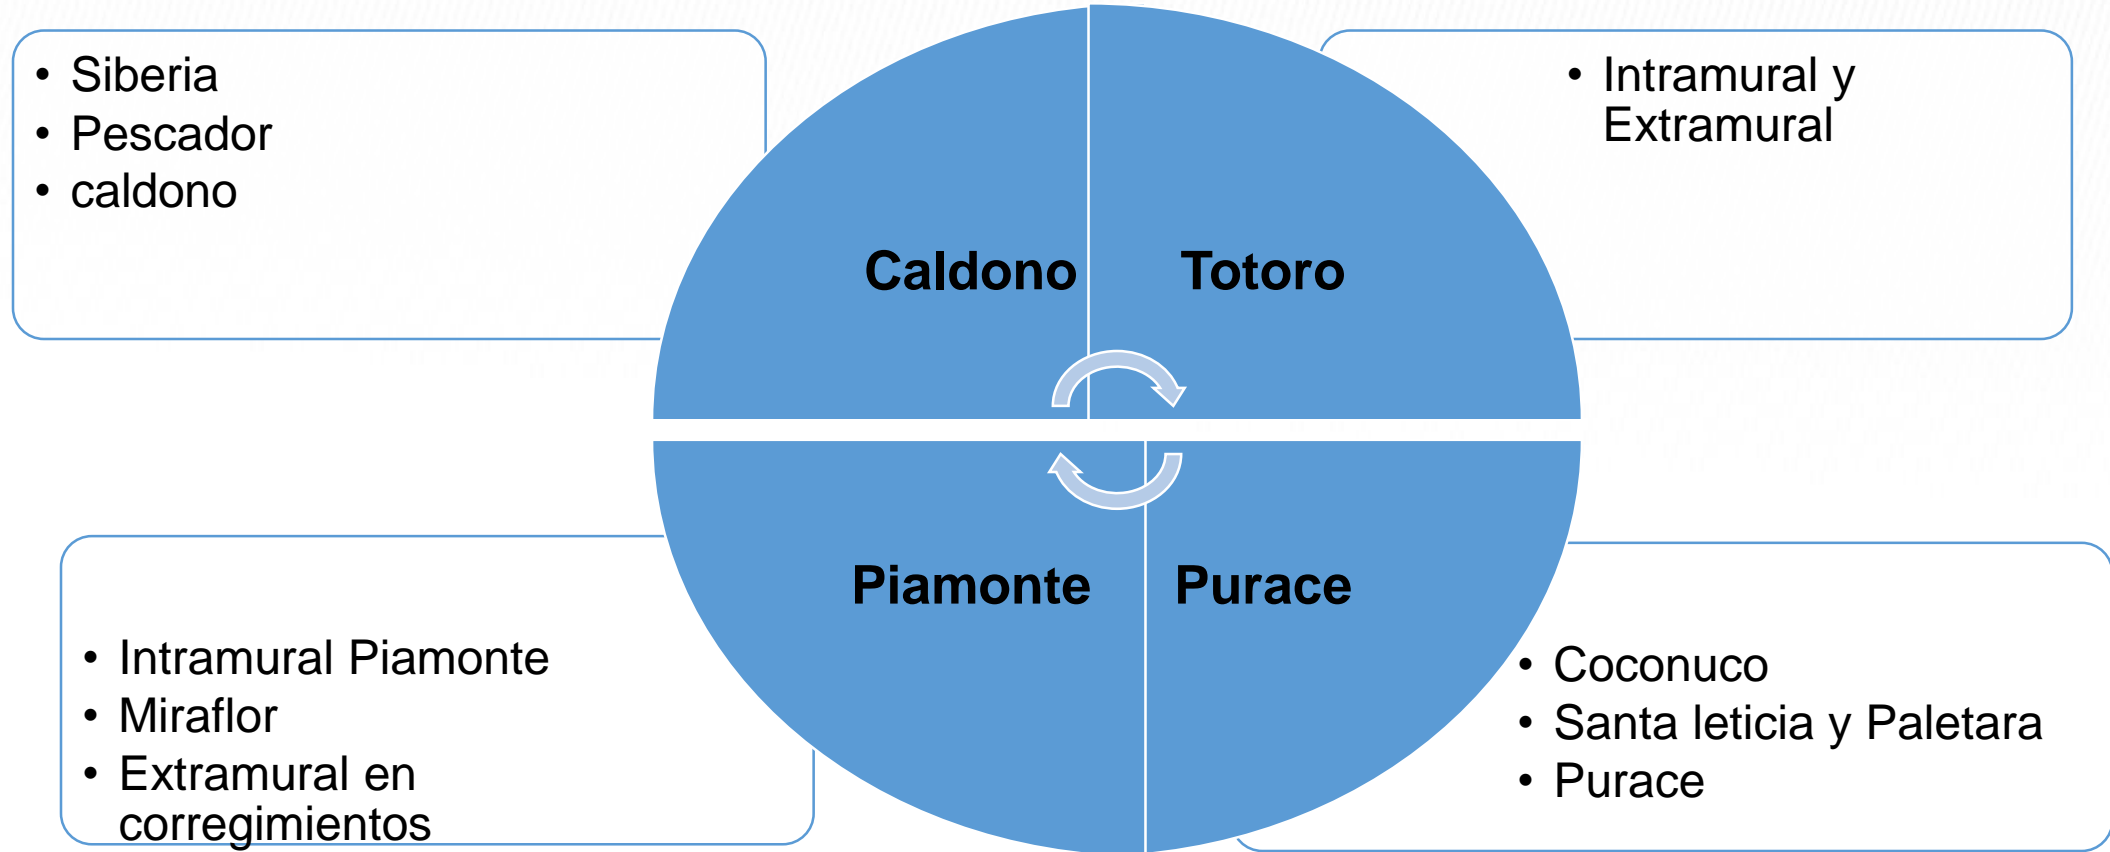 • Siberia
• Pescador
• caldono
• Intramural y
Extramural
Caldono
Totoro
Piamonte
Purace
• Intramural Piamonte
• Miraflor
• Extramural en
corregimientos
• Coconuco
• Santa leticia y Paletara
• Purace